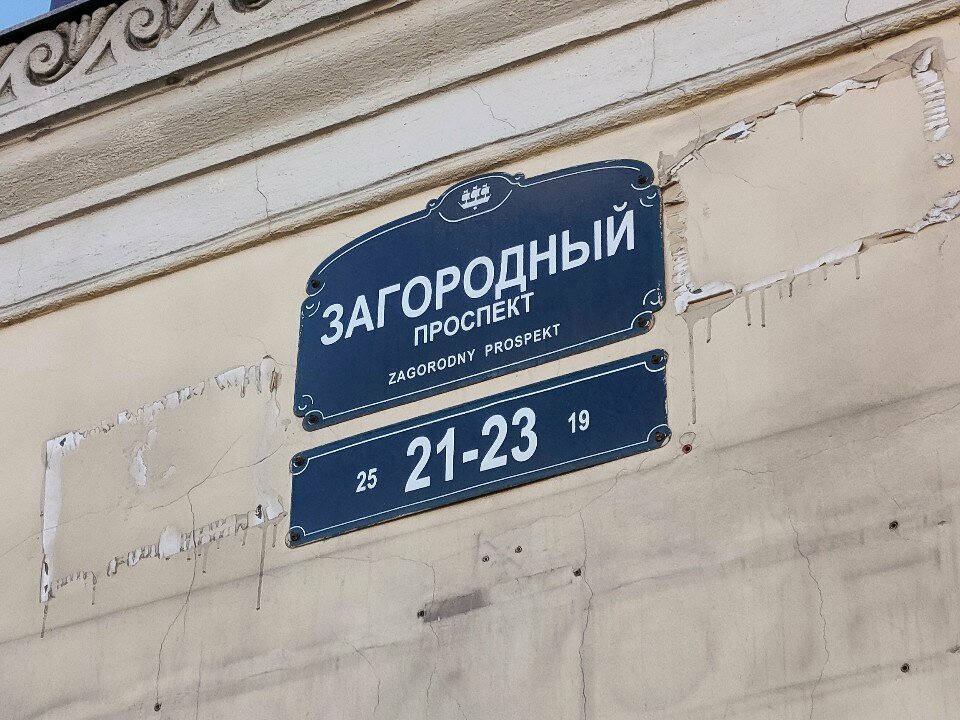 ЗАГОРОДНЫЙ
ПРОСПЕКТ
ZAGORODNY PROSPEKT
25 21-23 19